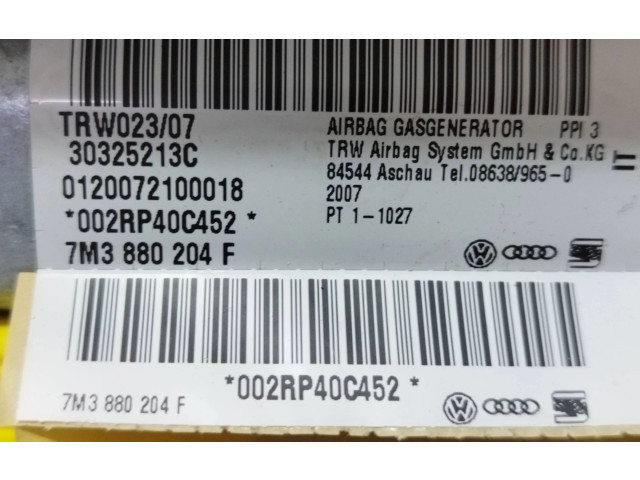 TRW023/07
30325213C
0120072100018
*002RP40C452 *
7M3 880 204 F
AIRBAG GASGENERATOR PPI 3
TRW Airbag System GmbH & Co.KG
84544 Aschau Tel.08638/965-0
2007
PT 1-1027
*002RP40C452 *
7M3 880 204 F